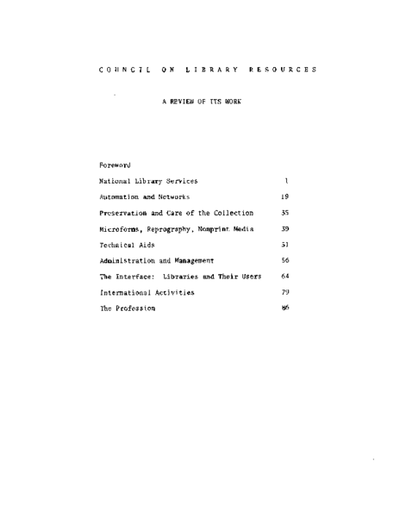 COUNCIL ON LIBRARY RESOURCES
A REVIEW OF ITS WORK
Foreword
National Library Services 1
Automation and Networks 19
Preservation and Care of the Collection 35
Microforms, Reprography, Nonprint Media 39
Technical Aids 51
Administration and Management 56
The Interface: Libraries and Their Users 64
International Activities 79
The Profession 86